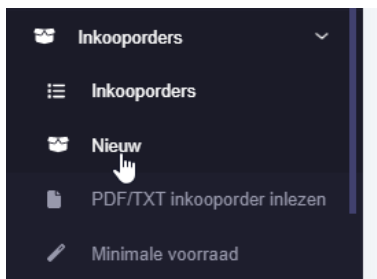 Inkooporders
Inkooporders
Nieuw
PDF/TXT inkooporder inlezen
Minimale voorraad